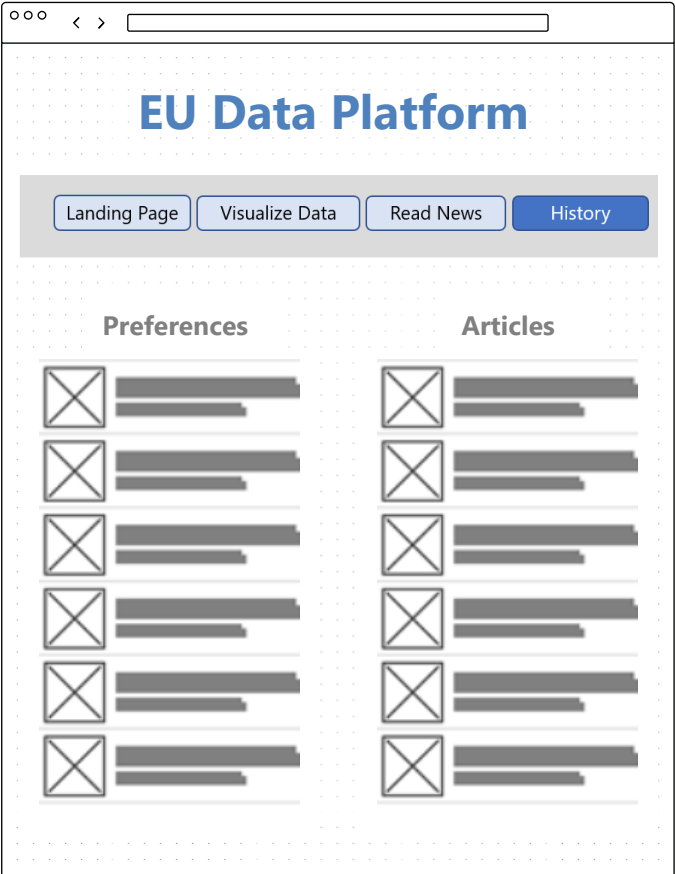 EU Data Platform
Landing Page Visualize Data Read News History
Preferences Articles